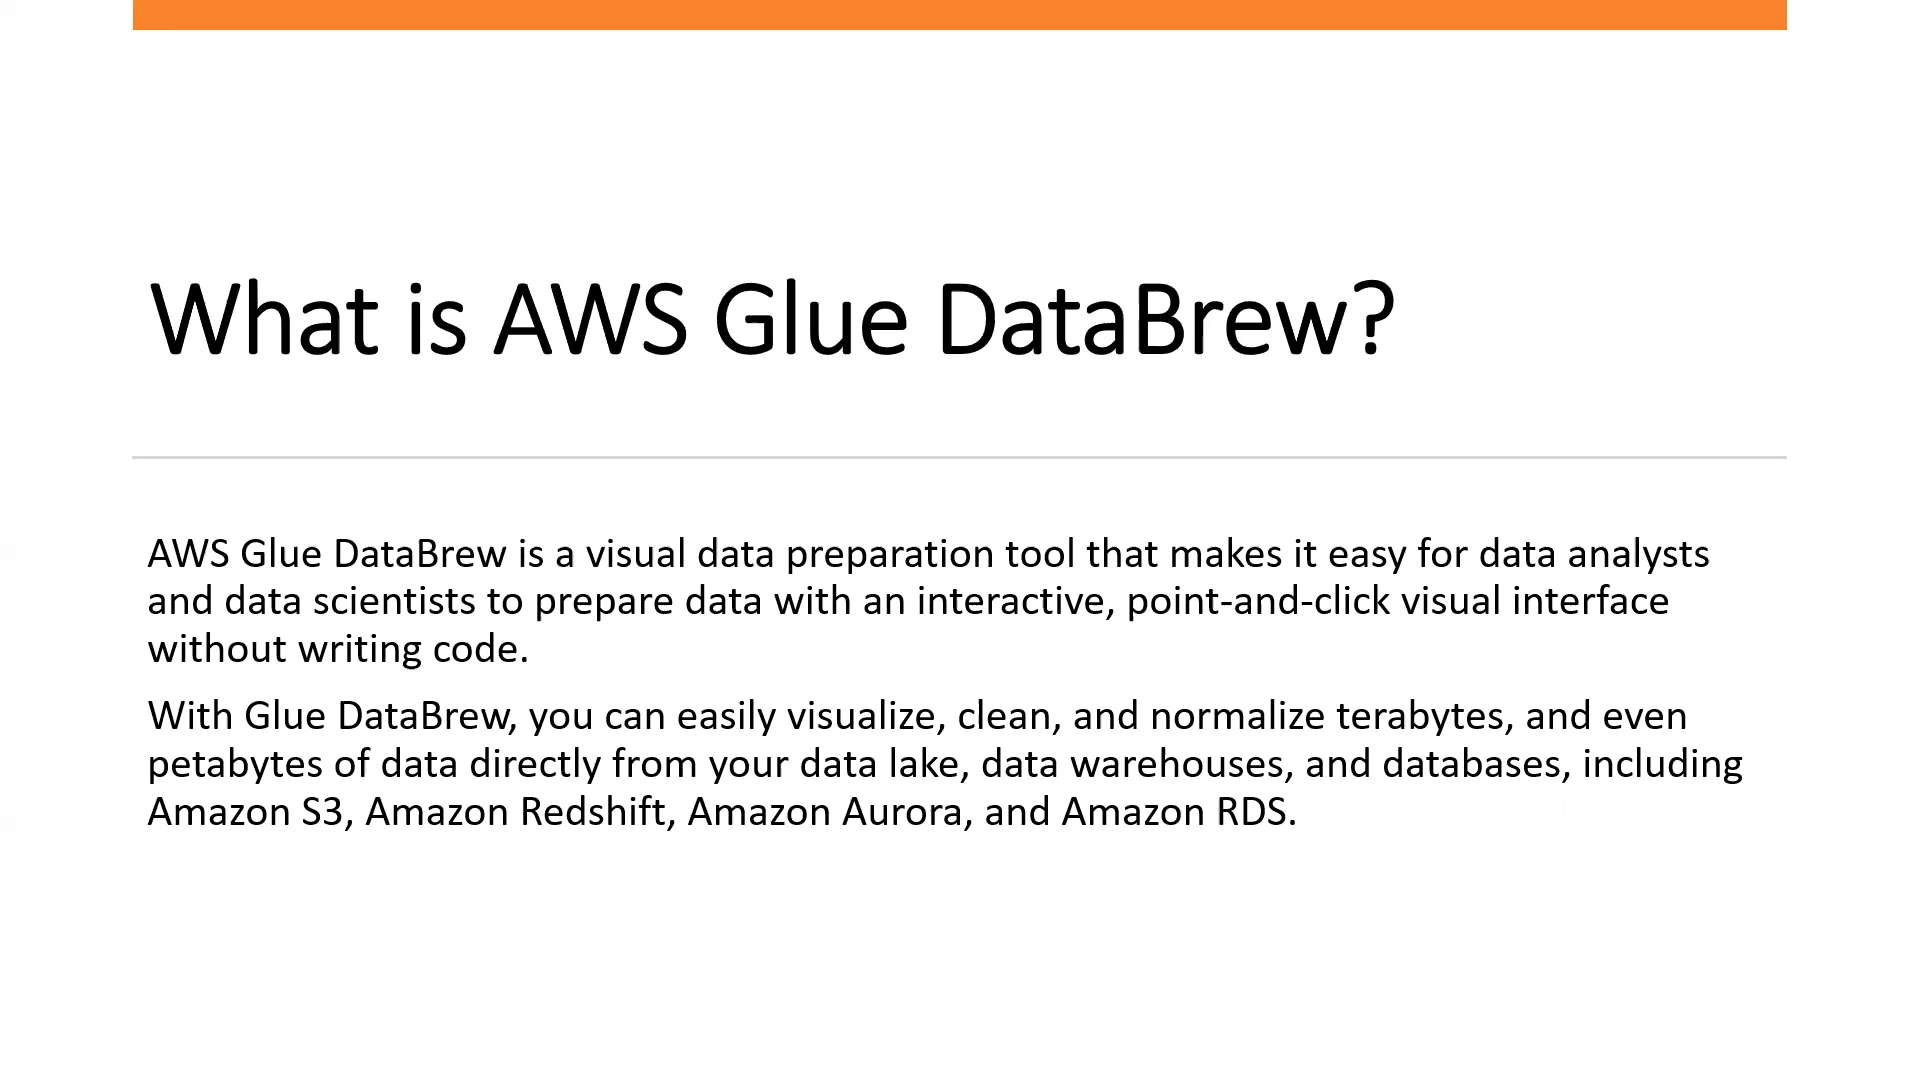 What is AWS Glue DataBrew?
AWS Glue DataBrew is a visual data preparation tool that makes it easy for data analysts
and data scientists to prepare data with an interactive, point-and-click visual interface
without writing code.
With Glue DataBrew, you can easily visualize, clean, and normalize terabytes, and even
petabytes of data directly from your data lake, data warehouses, and databases, including
Amazon S3, Amazon Redshift, Amazon Aurora, and Amazon RDS.